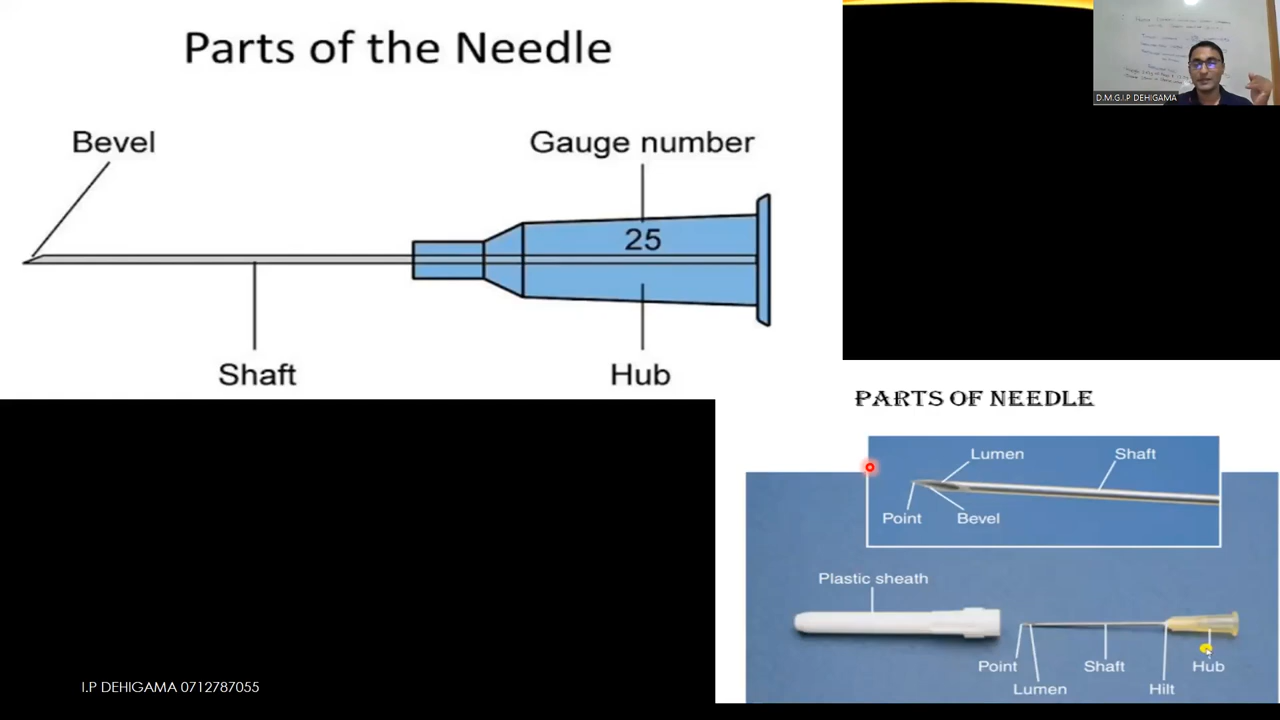 Parts of the Needle
Bevel
Gauge number
25
Shaft
Hub
D.M.G.I.P DEHIGAMA
PARTS OF NEEDLE
Lumen
Shaft
Point
Bevel
Plastic sheath
Point
Shaft
Hub
Lumen
Hilt
I.P DEHIGAMA 0712787055